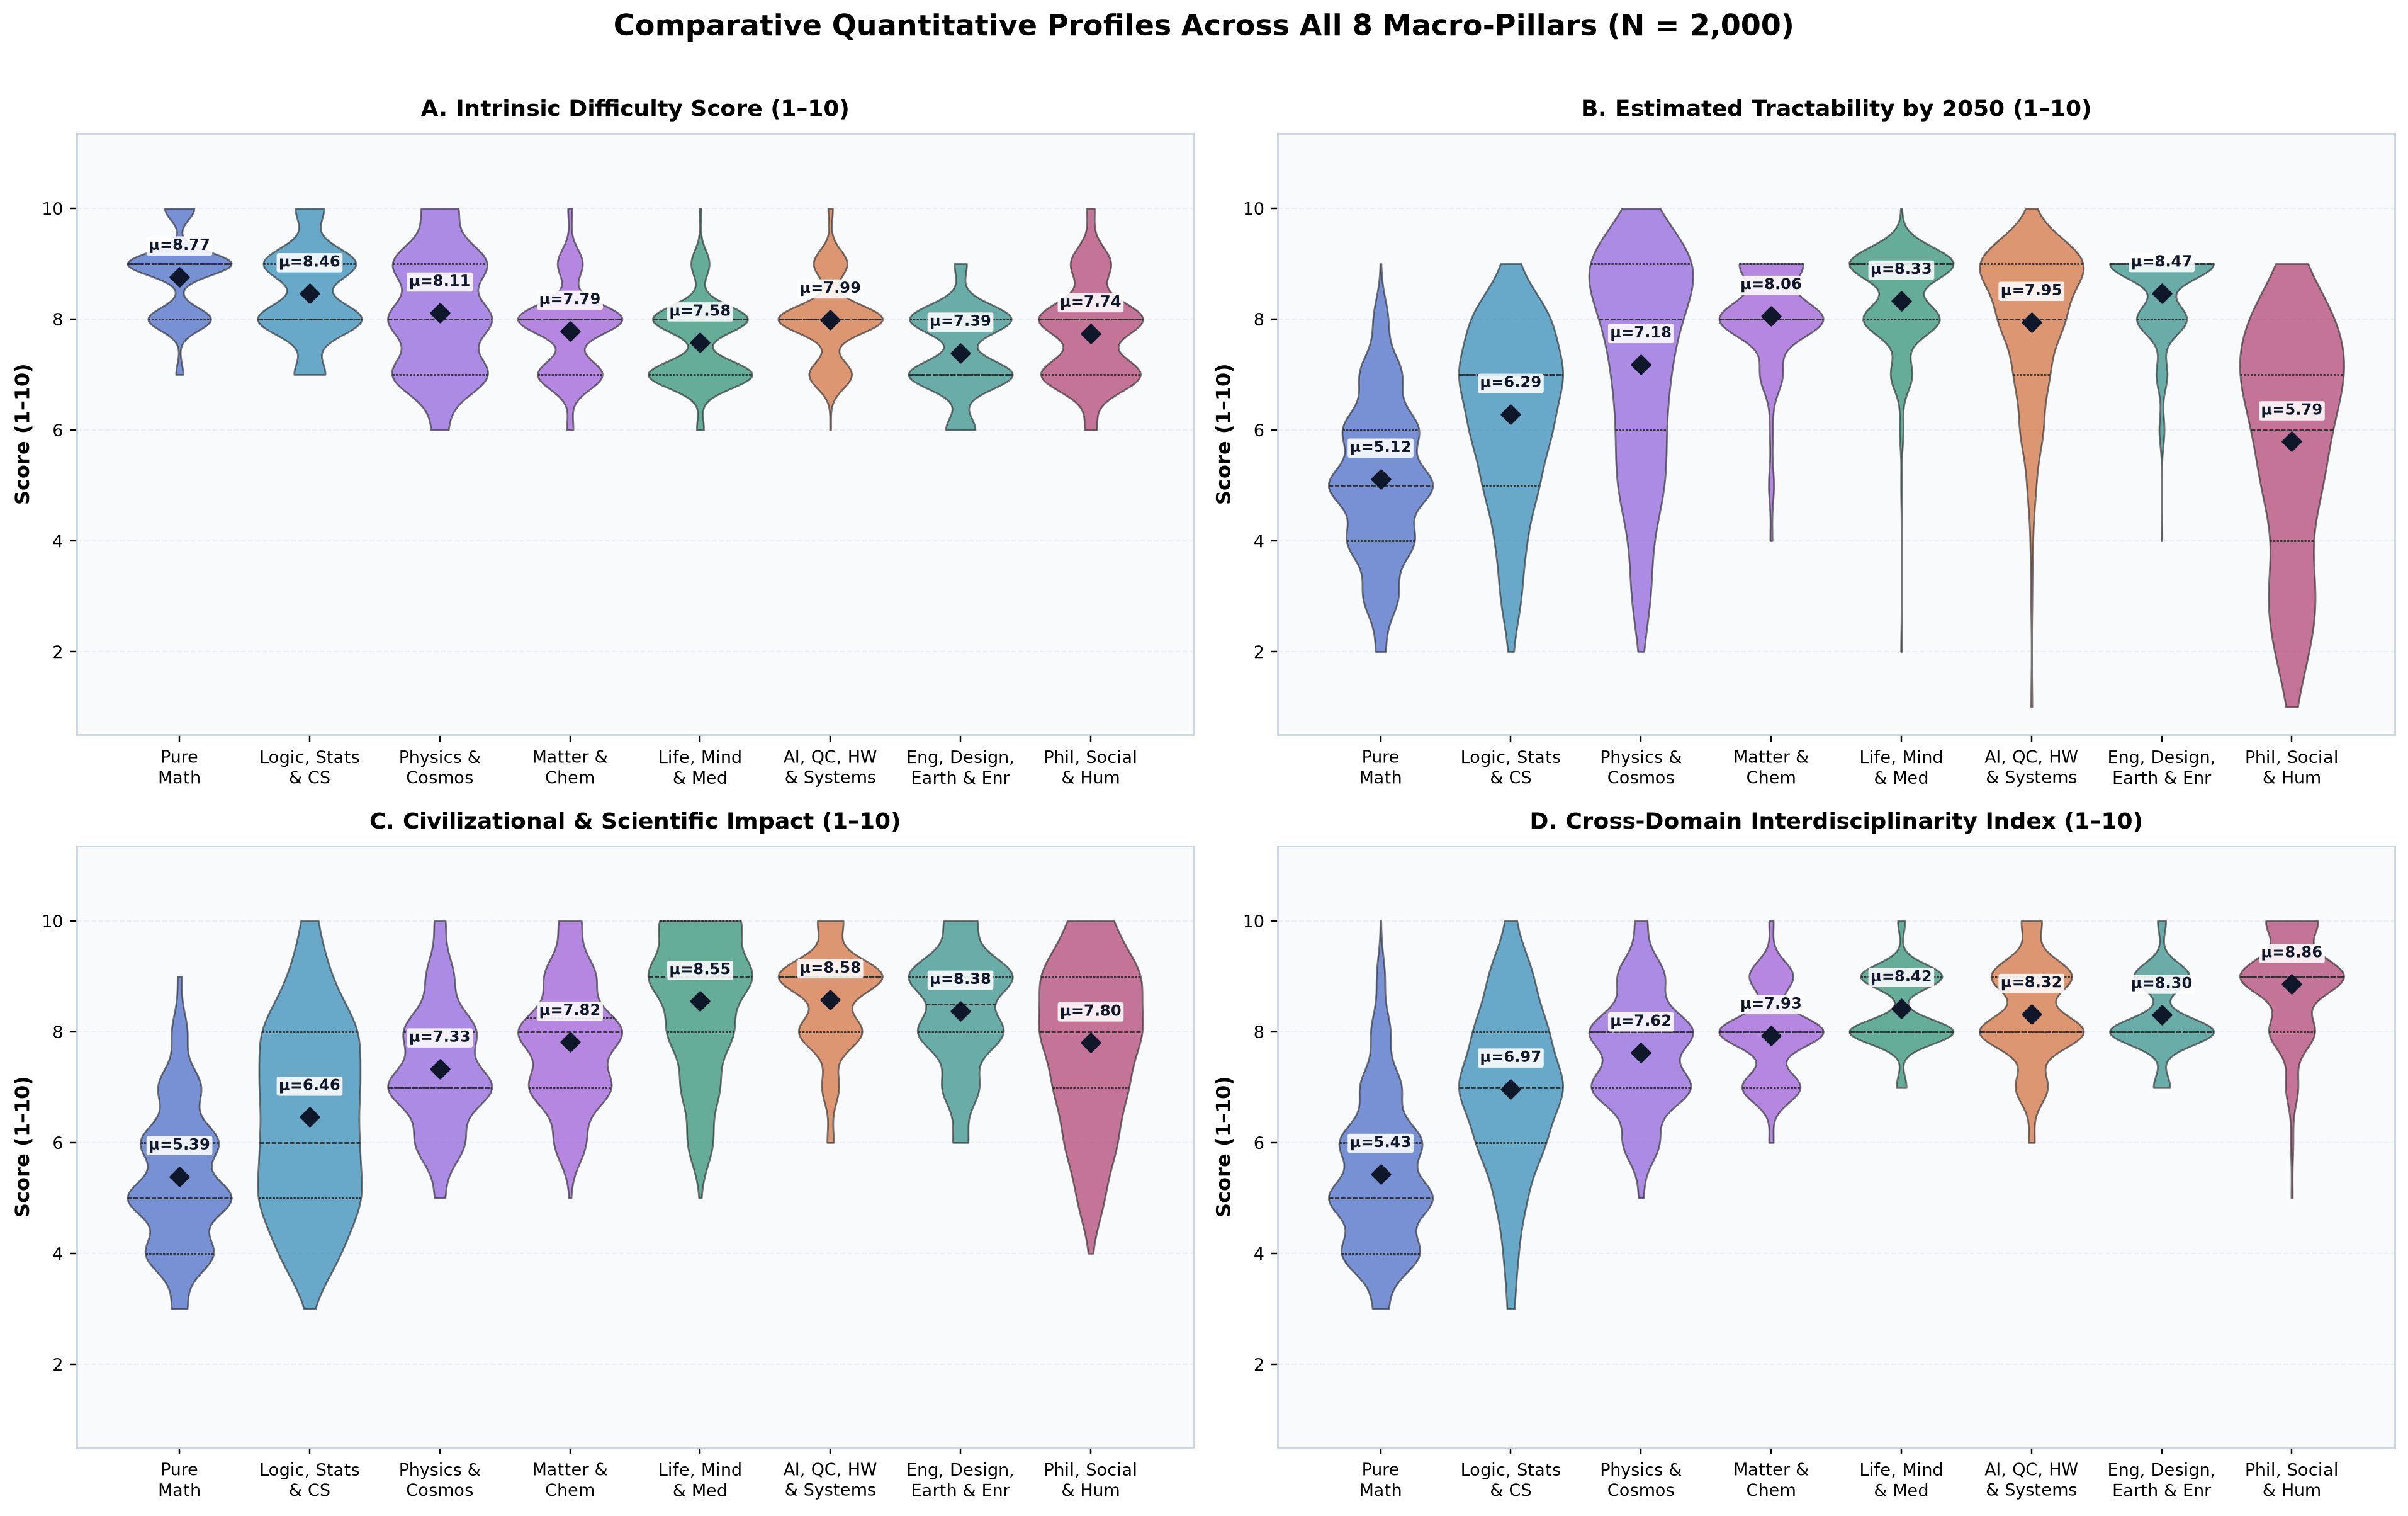 Comparative Quantitative Profiles Across All 8 Macro-Pillars (N = 2,000)
A. Intrinsic Difficulty Score (1–10)
Score (1–10)
10
8
6
4
2
μ=8.77
μ=8.46
μ=8.11
μ=7.79
μ=7.58
μ=7.99
μ=7.39
μ=7.74
Pure
Math
Logic, Stats
& CS
Physics &
Cosmos
Matter &
Chem
Life, Mind
& Med
AI, QC, HW
& Systems
Eng, Design,
Earth & Enr
Phil, Social
& Hum
B. Estimated Tractability by 2050 (1–10)
Score (1–10)
10
8
6
4
2
μ=5.12
μ=6.29
μ=7.18
μ=8.06
μ=8.33
μ=7.95
μ=8.47
μ=5.79
Pure
Math
Logic, Stats
& CS
Physics &
Cosmos
Matter &
Chem
Life, Mind
& Med
AI, QC, HW
& Systems
Eng, Design,
Earth & Enr
Phil, Social
& Hum
C. Civilizational & Scientific Impact (1–10)
Score (1–10)
10
8
6
4
2
μ=5.39
μ=6.46
μ=7.33
μ=7.82
μ=8.55
μ=8.58
μ=8.38
μ=7.80
Pure
Math
Logic, Stats
& CS
Physics &
Cosmos
Matter &
Chem
Life, Mind
& Med
AI, QC, HW
& Systems
Eng, Design,
Earth & Enr
Phil, Social
& Hum
D. Cross-Domain Interdisciplinarity Index (1–10)
Score (1–10)
10
8
6
4
2
μ=5.43
μ=6.97
μ=7.62
μ=7.93
μ=8.42
μ=8.32
μ=8.30
μ=8.86
Pure
Math
Logic, Stats
& CS
Physics &
Cosmos
Matter &
Chem
Life, Mind
& Med
AI, QC, HW
& Systems
Eng, Design,
Earth & Enr
Phil, Social
& Hum